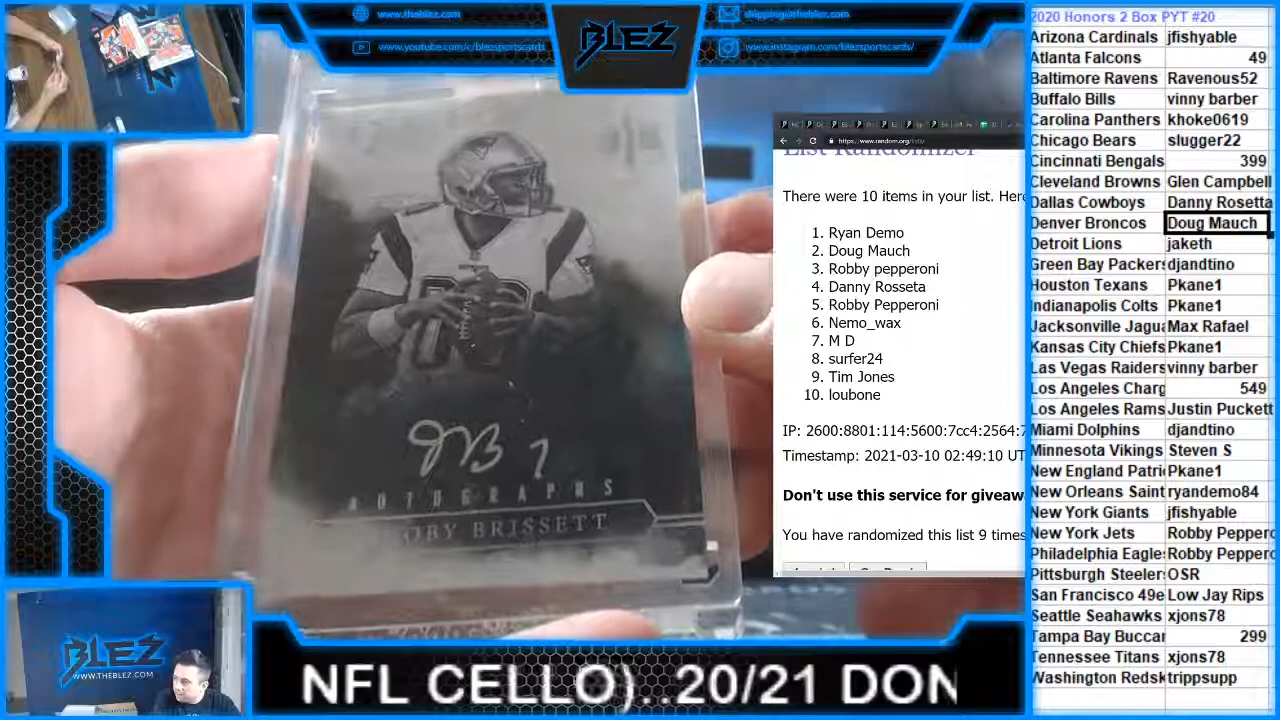 www.theblez.com
shipping@theblez.com
www.youtube.com/c/blezsportscards
www.instagram.com/blezsportscards/
BLEZ
2020 Honors 2 Box PYT #20
Arizona Cardinals jfishyable
Atlanta Falcons 49
Baltimore Ravens Ravenous52
Buffalo Bills vinny barber
Carolina Panthers khoke0619
Chicago Bears slugger22
Cincinnati Bengals 399
Cleveland Browns Glen Campbell
Dallas Cowboys Danny Rosetta
Denver Broncos Doug Mauch
Detroit Lions jaketh
Green Bay Packers djandtino
Houston Texans Pkane1
Indianapolis Colts Pkane1
Jacksonville Jagua Max Rafael
Kansas City Chiefs Pkane1
Las Vegas Raiders vinny barber
Los Angeles Charg 549
Los Angeles Rams Justin Puckett
Miami Dolphins djandtino
Minnesota Vikings Steven S
New England Patri Pkane1
New Orleans Saint ryandemo84
New York Giants jfishyable
New York Jets Robby Peppero
Philadelphia Eagle Robby Peppero
Pittsburgh Steeler OSR
San Francisco 49e Low Jay Rips
Seattle Seahawks xjons78
Tampa Bay Buccar 299
Tennessee Titans xjons78
Washington Redsk trippsupp
https://www.random.org/lists/
List Randomizer
There were 10 items in your list. Here
1. Ryan Demo
2. Doug Mauch
3. Robby pepperoni
4. Danny Rosseta
5. Robby Pepperoni
6. Nemo_wax
7. M D
8. surfer24
9. Tim Jones
10. loubone
IP: 2600:8801:114:5600:7cc4:2564:7
Timestamp: 2021-03-10 02:49:10 UT
Don't use this service for giveaw
You have randomized this list 9 times
JB 7
AUTOGRAPHS
OBY BRISSETT
BLEZ
WWW.THEBLEZ.COM
NFL CELLO)...20/21 DON